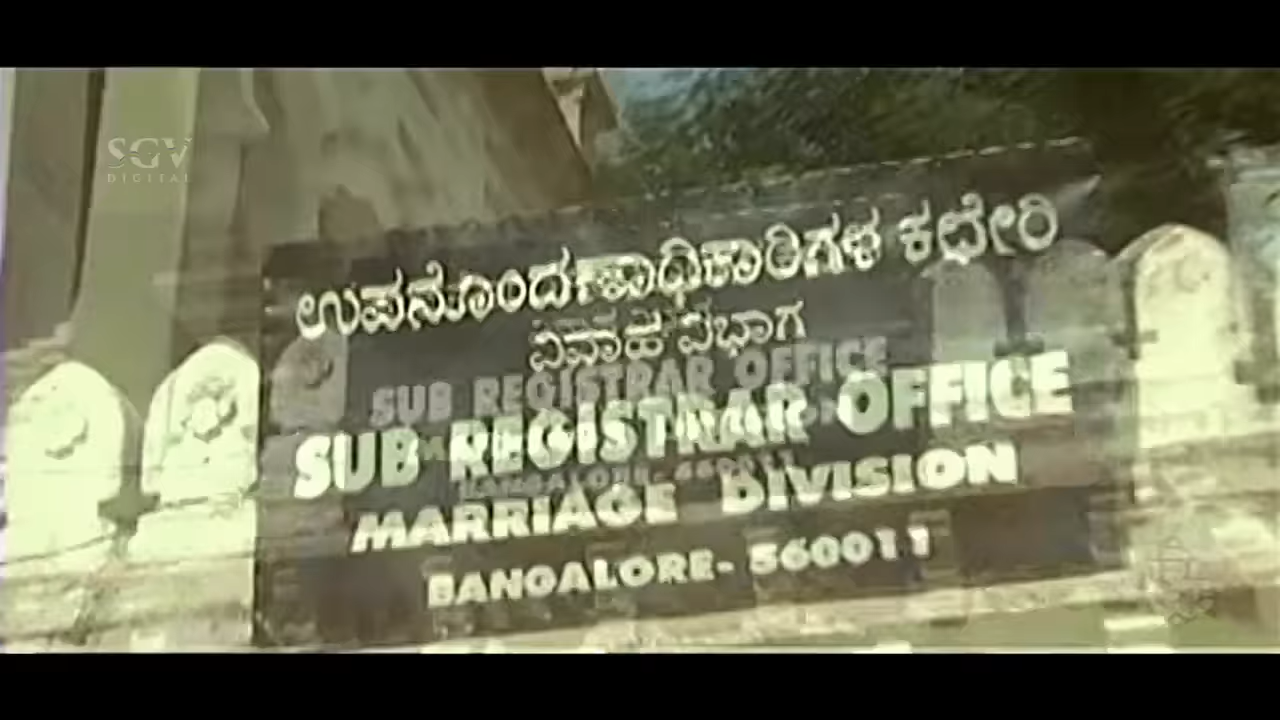 SGV
DIGITAL
ಉಪನೊಂದಣಾಧಿಕಾರಿಗಳ ಕಛೇರಿ
ವಿವಾಹ ವಿಭಾಗ
SUB REGISTRAR OFFICE
SUB REGISTRAR OFFICE
MARRIAGE DIVISION
BANGALORE- 560011